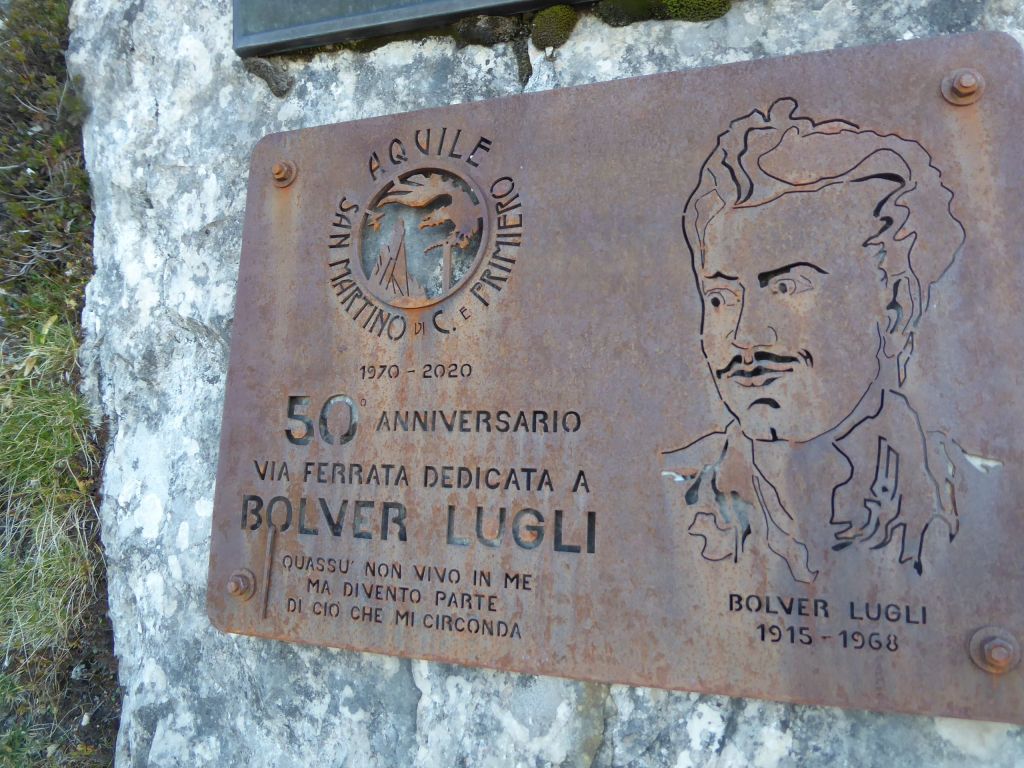 AQUILE
SAN MARTINO DI C. E PRIMIERO
1970 - 2020
50° ANNIVERSARIO
VIA FERRATA DEDICATA A
BOLVER LUGLI
QUASSU' NON VIVO IN ME
MA DIVENTO PARTE
DI CIO CHE MI CIRCONDA
BOLVER LUGLI
1915 - 1968